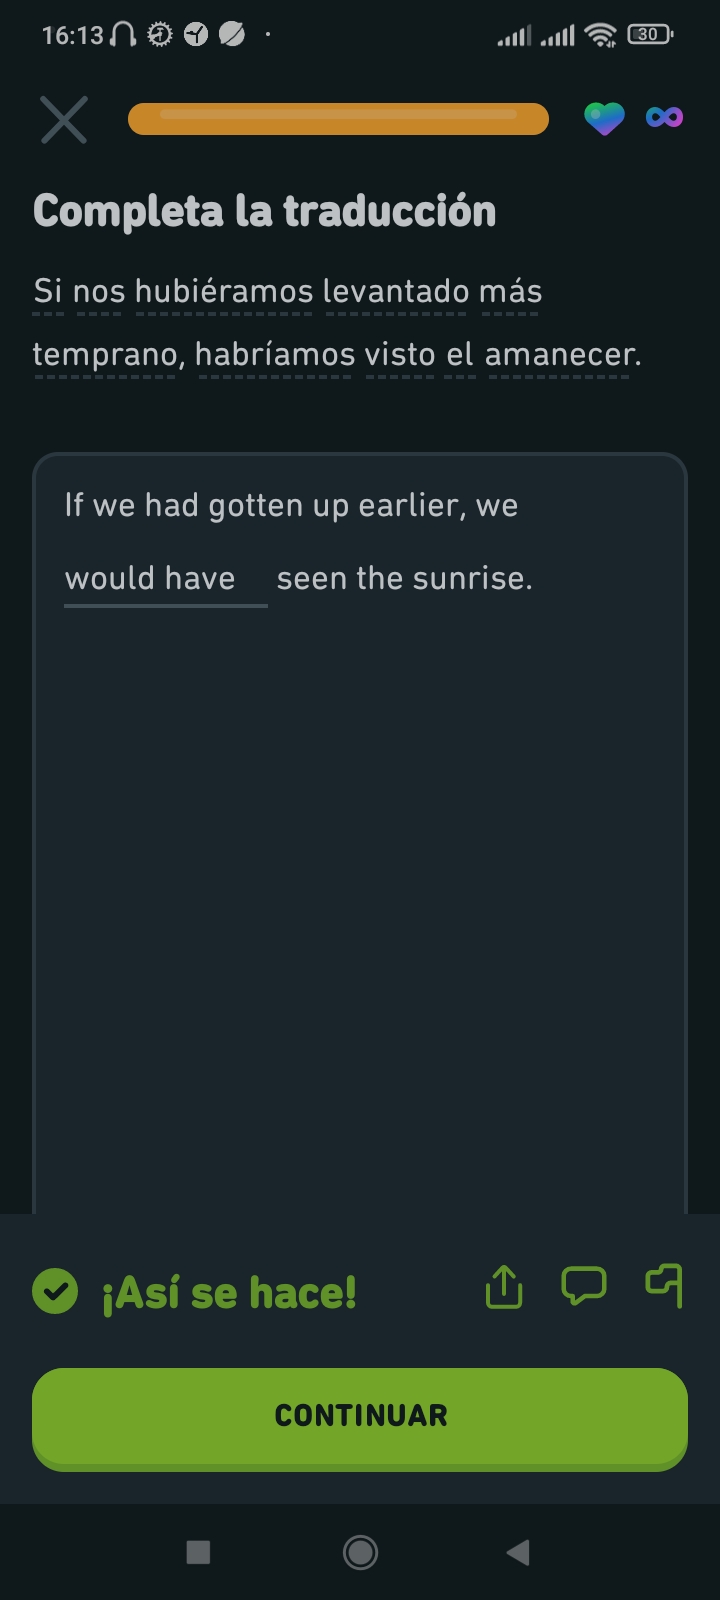 16:13
30
Completa la traducción
Si nos hubiéramos levantado más
temprano, habríamos visto el amanecer.
If we had gotten up earlier, we
would have seen the sunrise.
¡Así se hace!
CONTINUAR